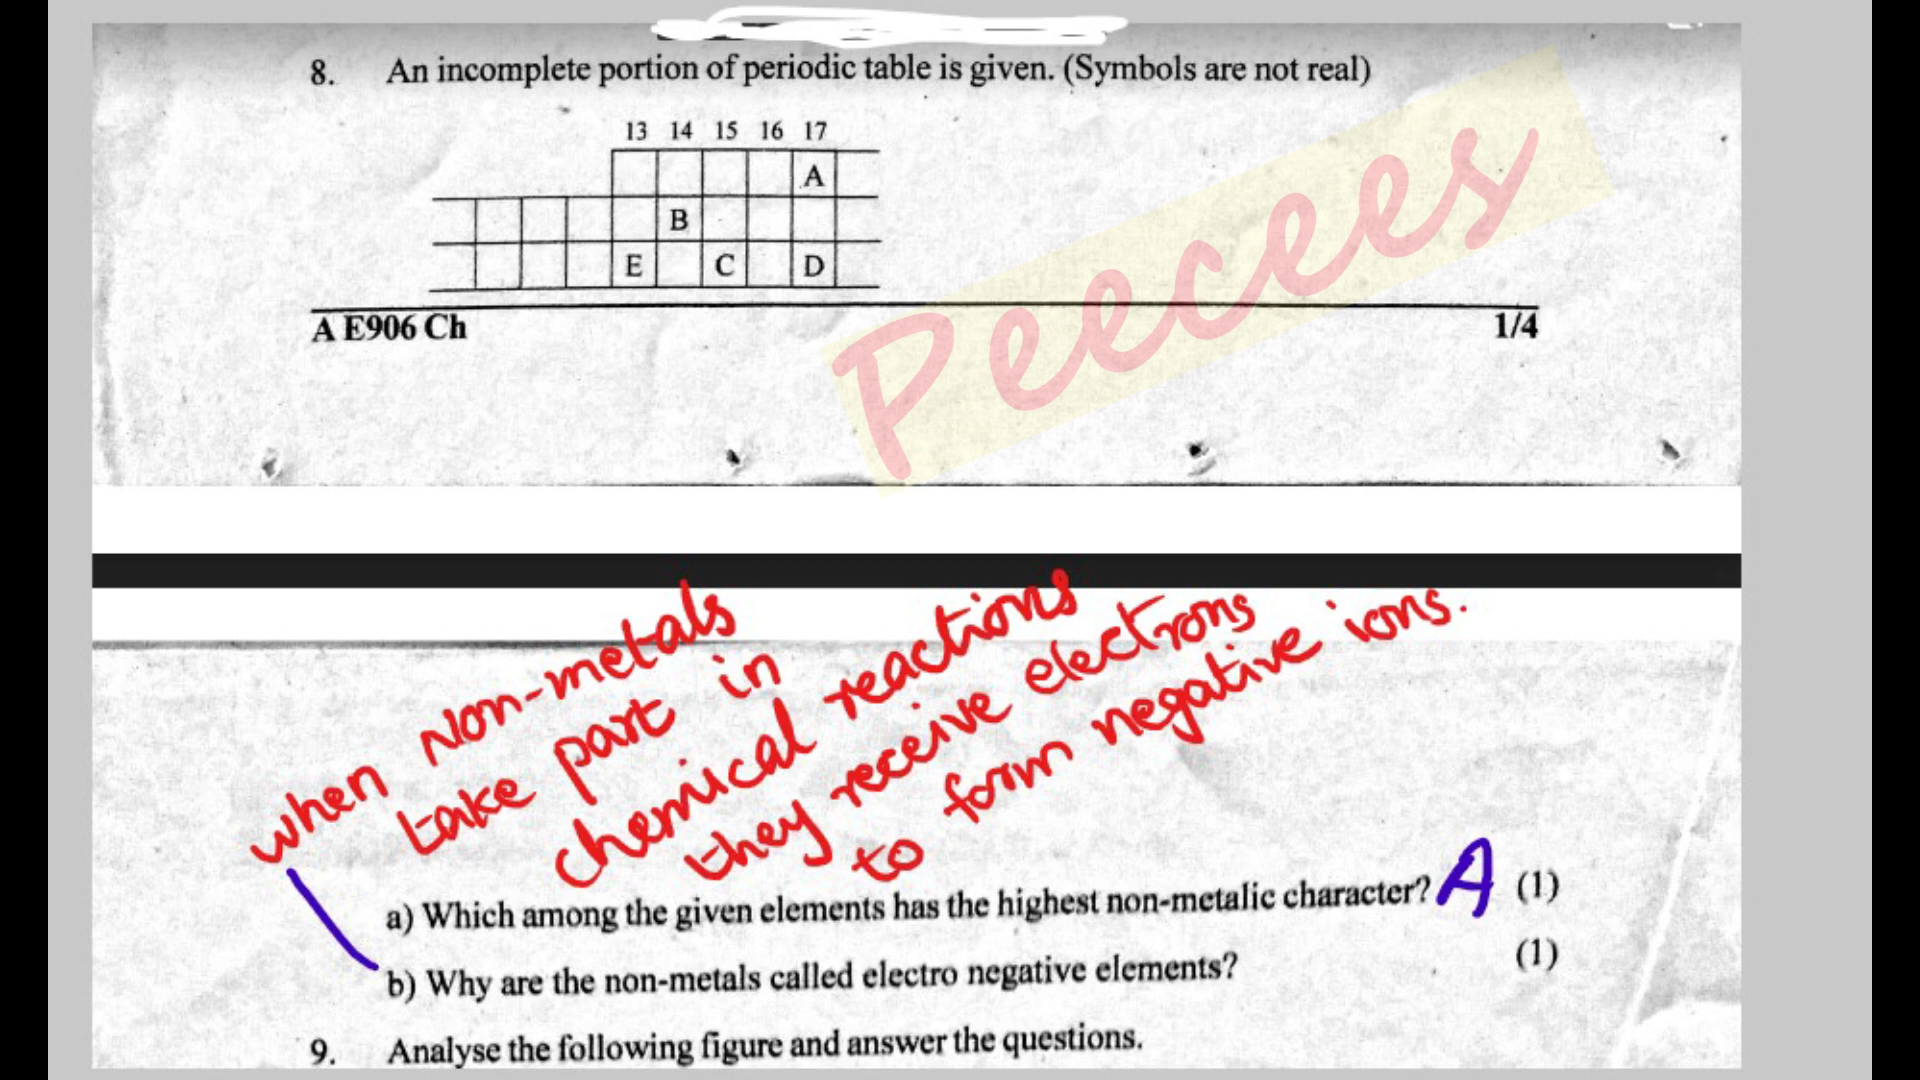 8. An incomplete portion of periodic table is given. (Symbols are not real)
13 14 15 16 17
A
B
E C D
A E906 Ch 1/4
Peecees
when Non-metals
take part in
chemical reactions
they receive electrons
to form negative ions.
a) Which among the given elements has the highest non-metalic character? A (1)
b) Why are the non-metals called electro negative elements? (1)
9. Analyse the following figure and answer the questions.